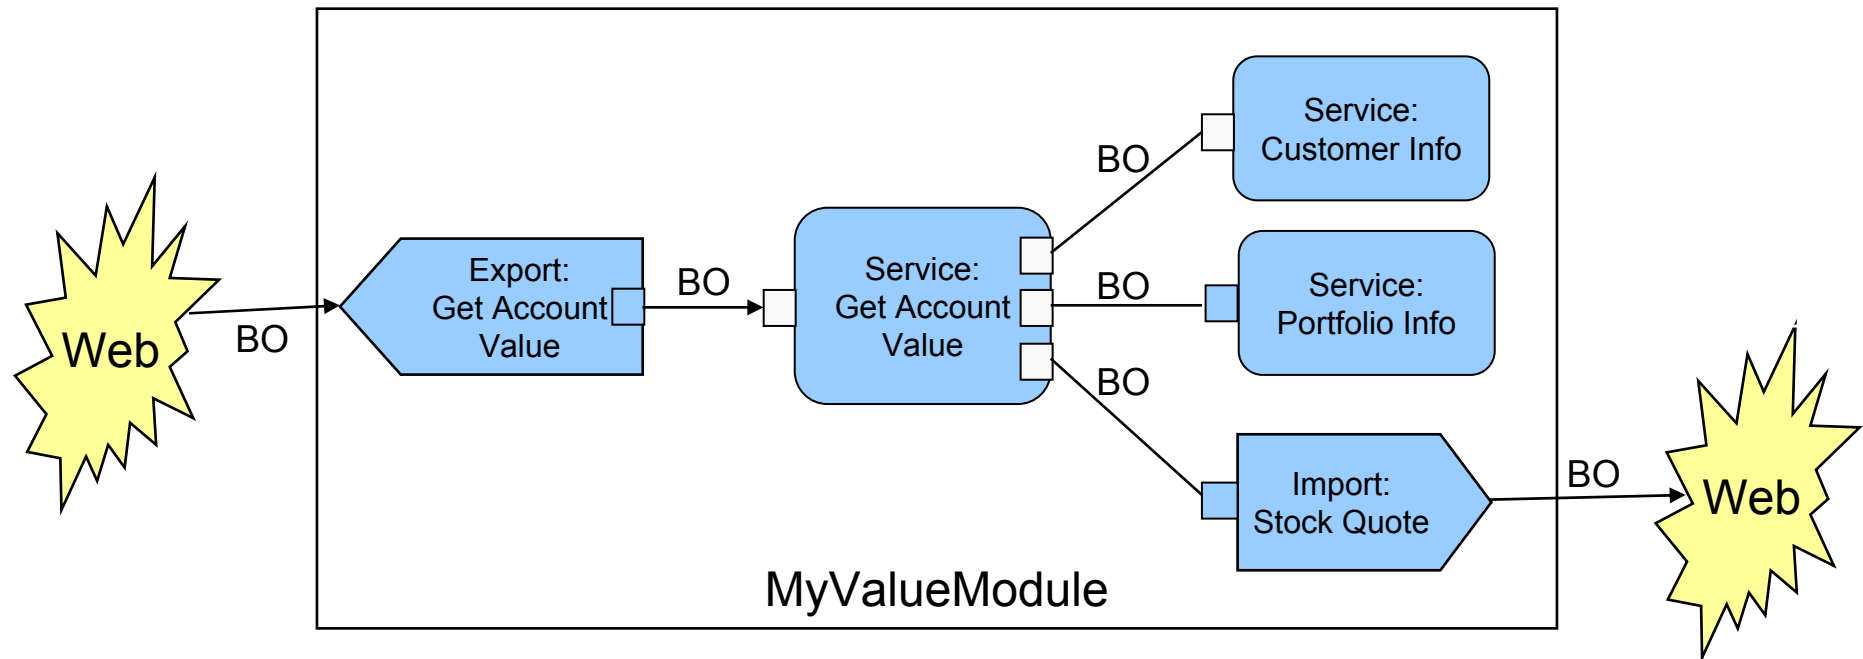 Web
BO
Export:
Get Account
Value
BO
Service:
Get Account
Value
BO
BO
BO
Service:
Customer Info
Service:
Portfolio Info
Import:
Stock Quote
BO
Web
MyValueModule